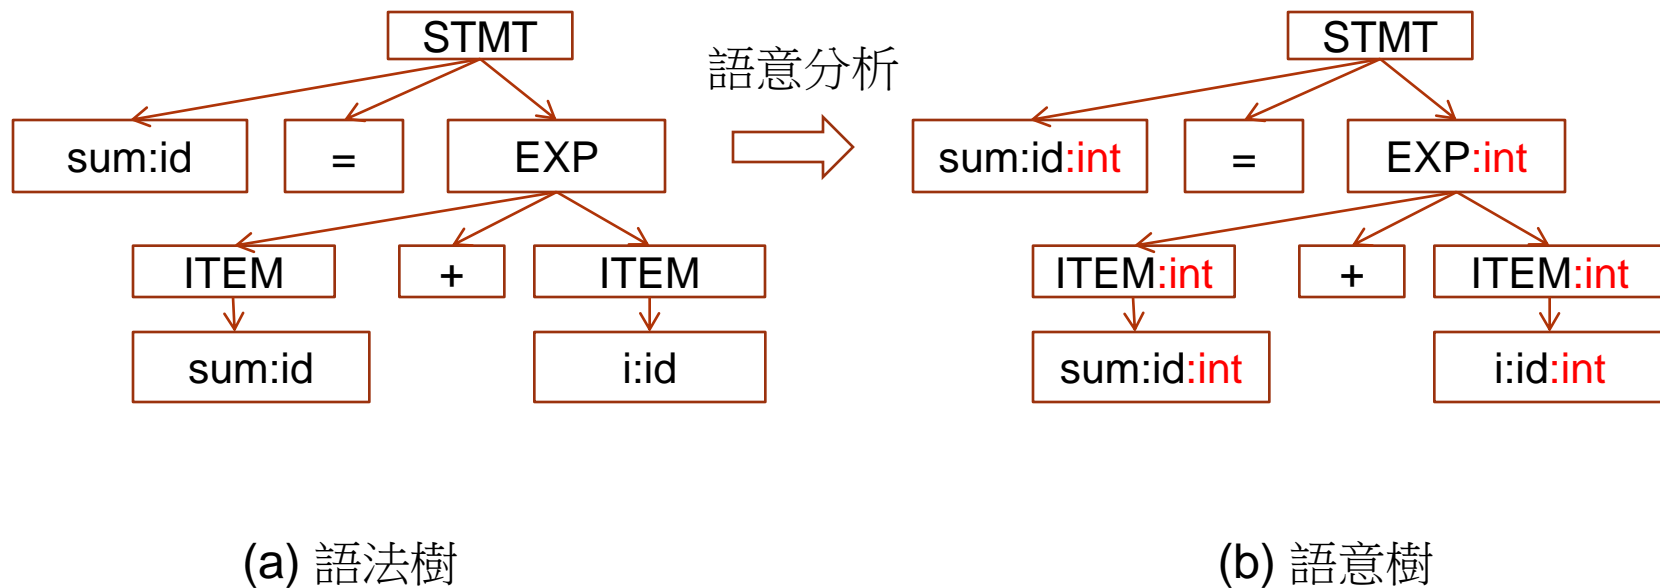 STMT
sum:id
=
EXP
ITEM
+
ITEM
sum:id
i:id
(a) 語法樹
語意分析
STMT
sum:id:int
=
EXP:int
ITEM:int
+
ITEM:int
sum:id:int
i:id:int
(b) 語意樹